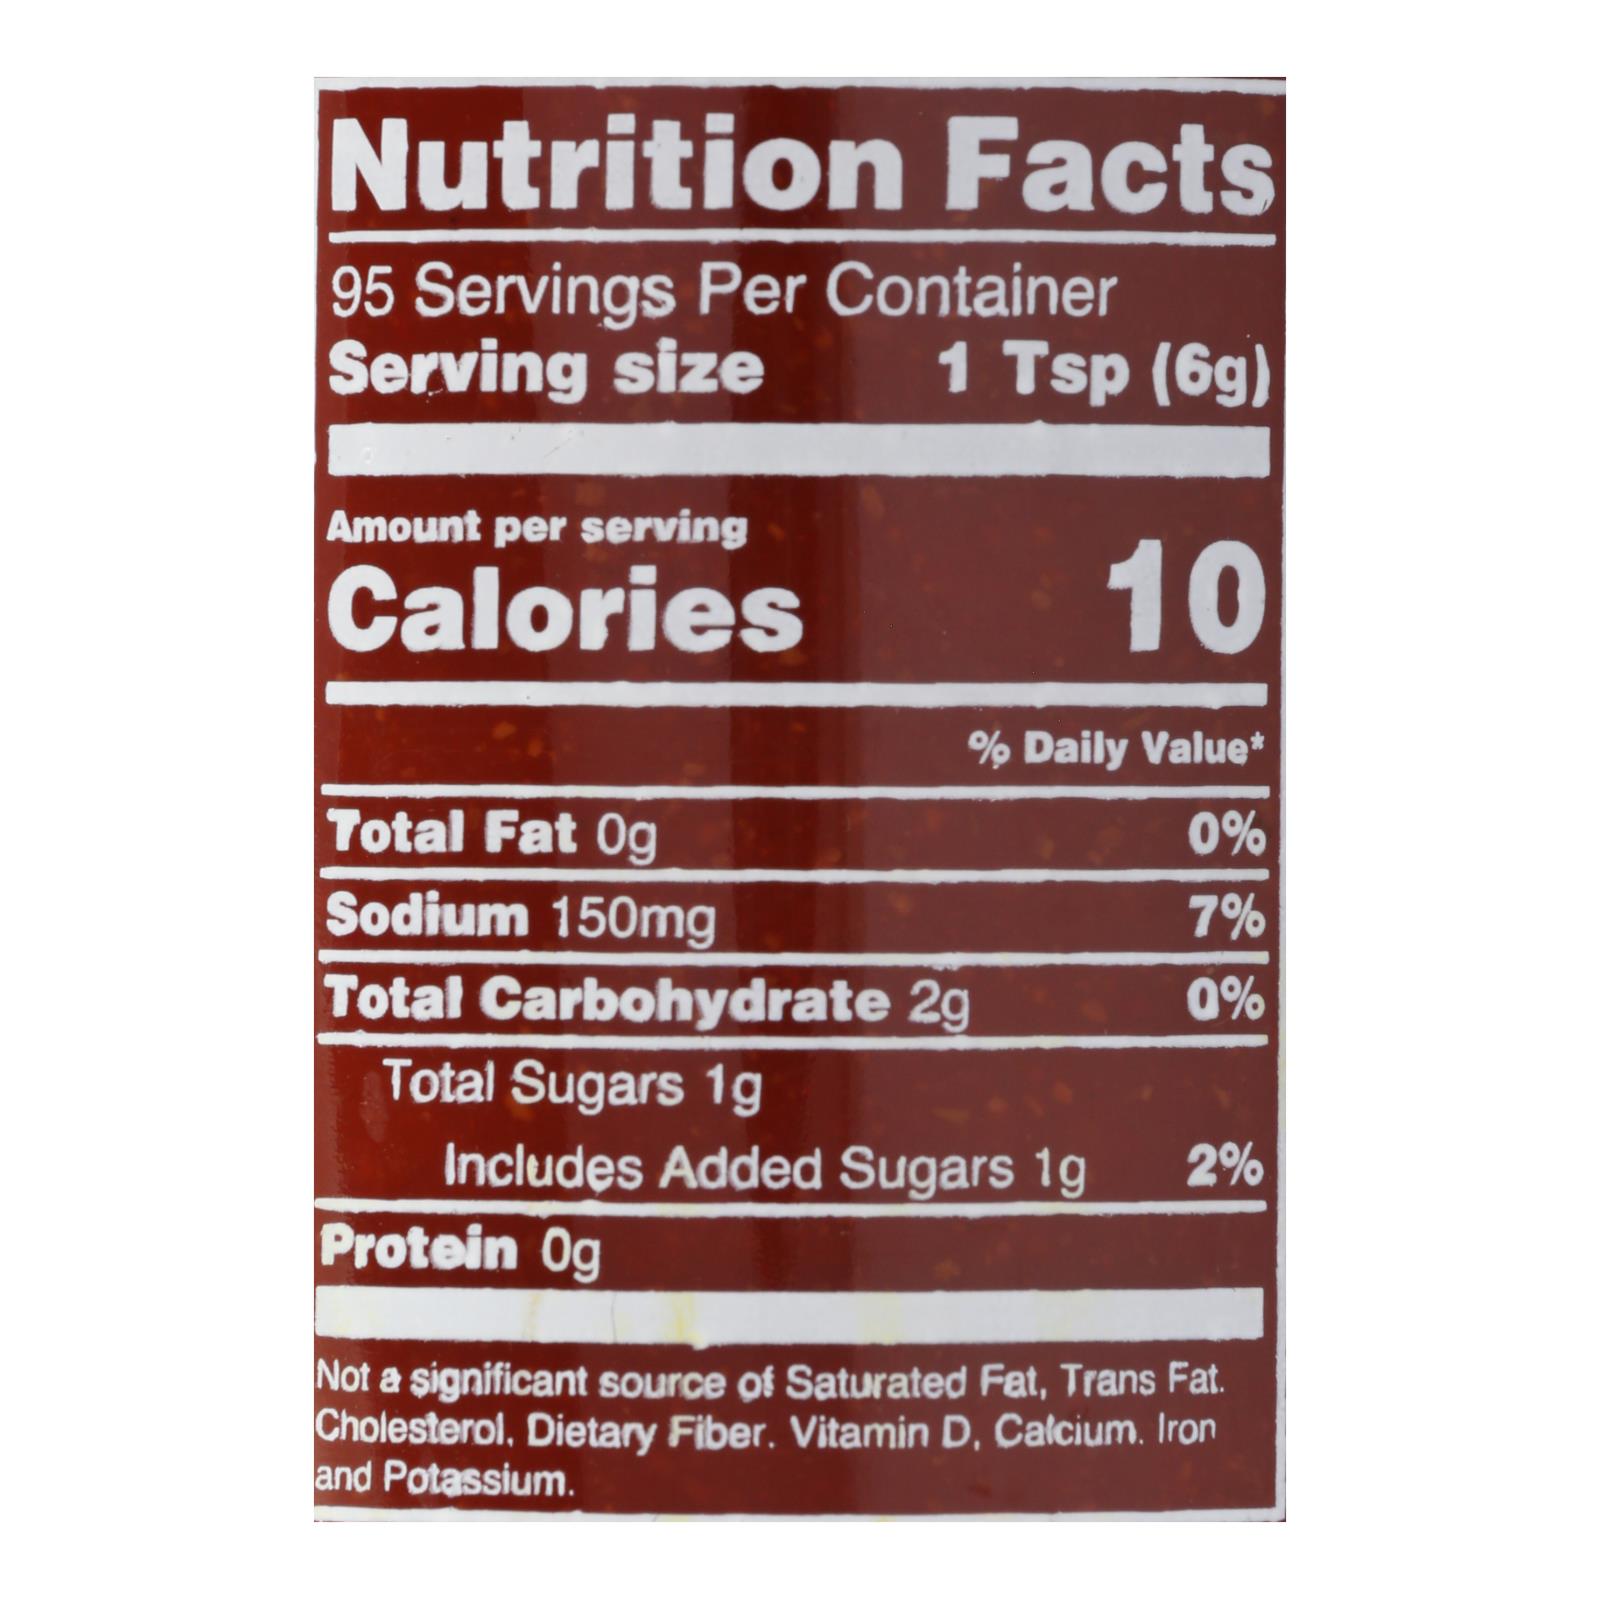 Nutrition Facts
95 Servings Per Container
Serving size 1 Tsp (6g)
Amount per serving
Calories 10
% Daily Value*
Total Fat 0g 0%
Sodium 150mg 7%
Total Carbohydrate 2g 0%
Total Sugars 1g
Includes Added Sugars 1g 2%
Protein 0g
Not a significant source of Saturated Fat, Trans Fat.
Cholesterol, Dietary Fiber. Vitamin D, Calcium. Iron
and Potassium.